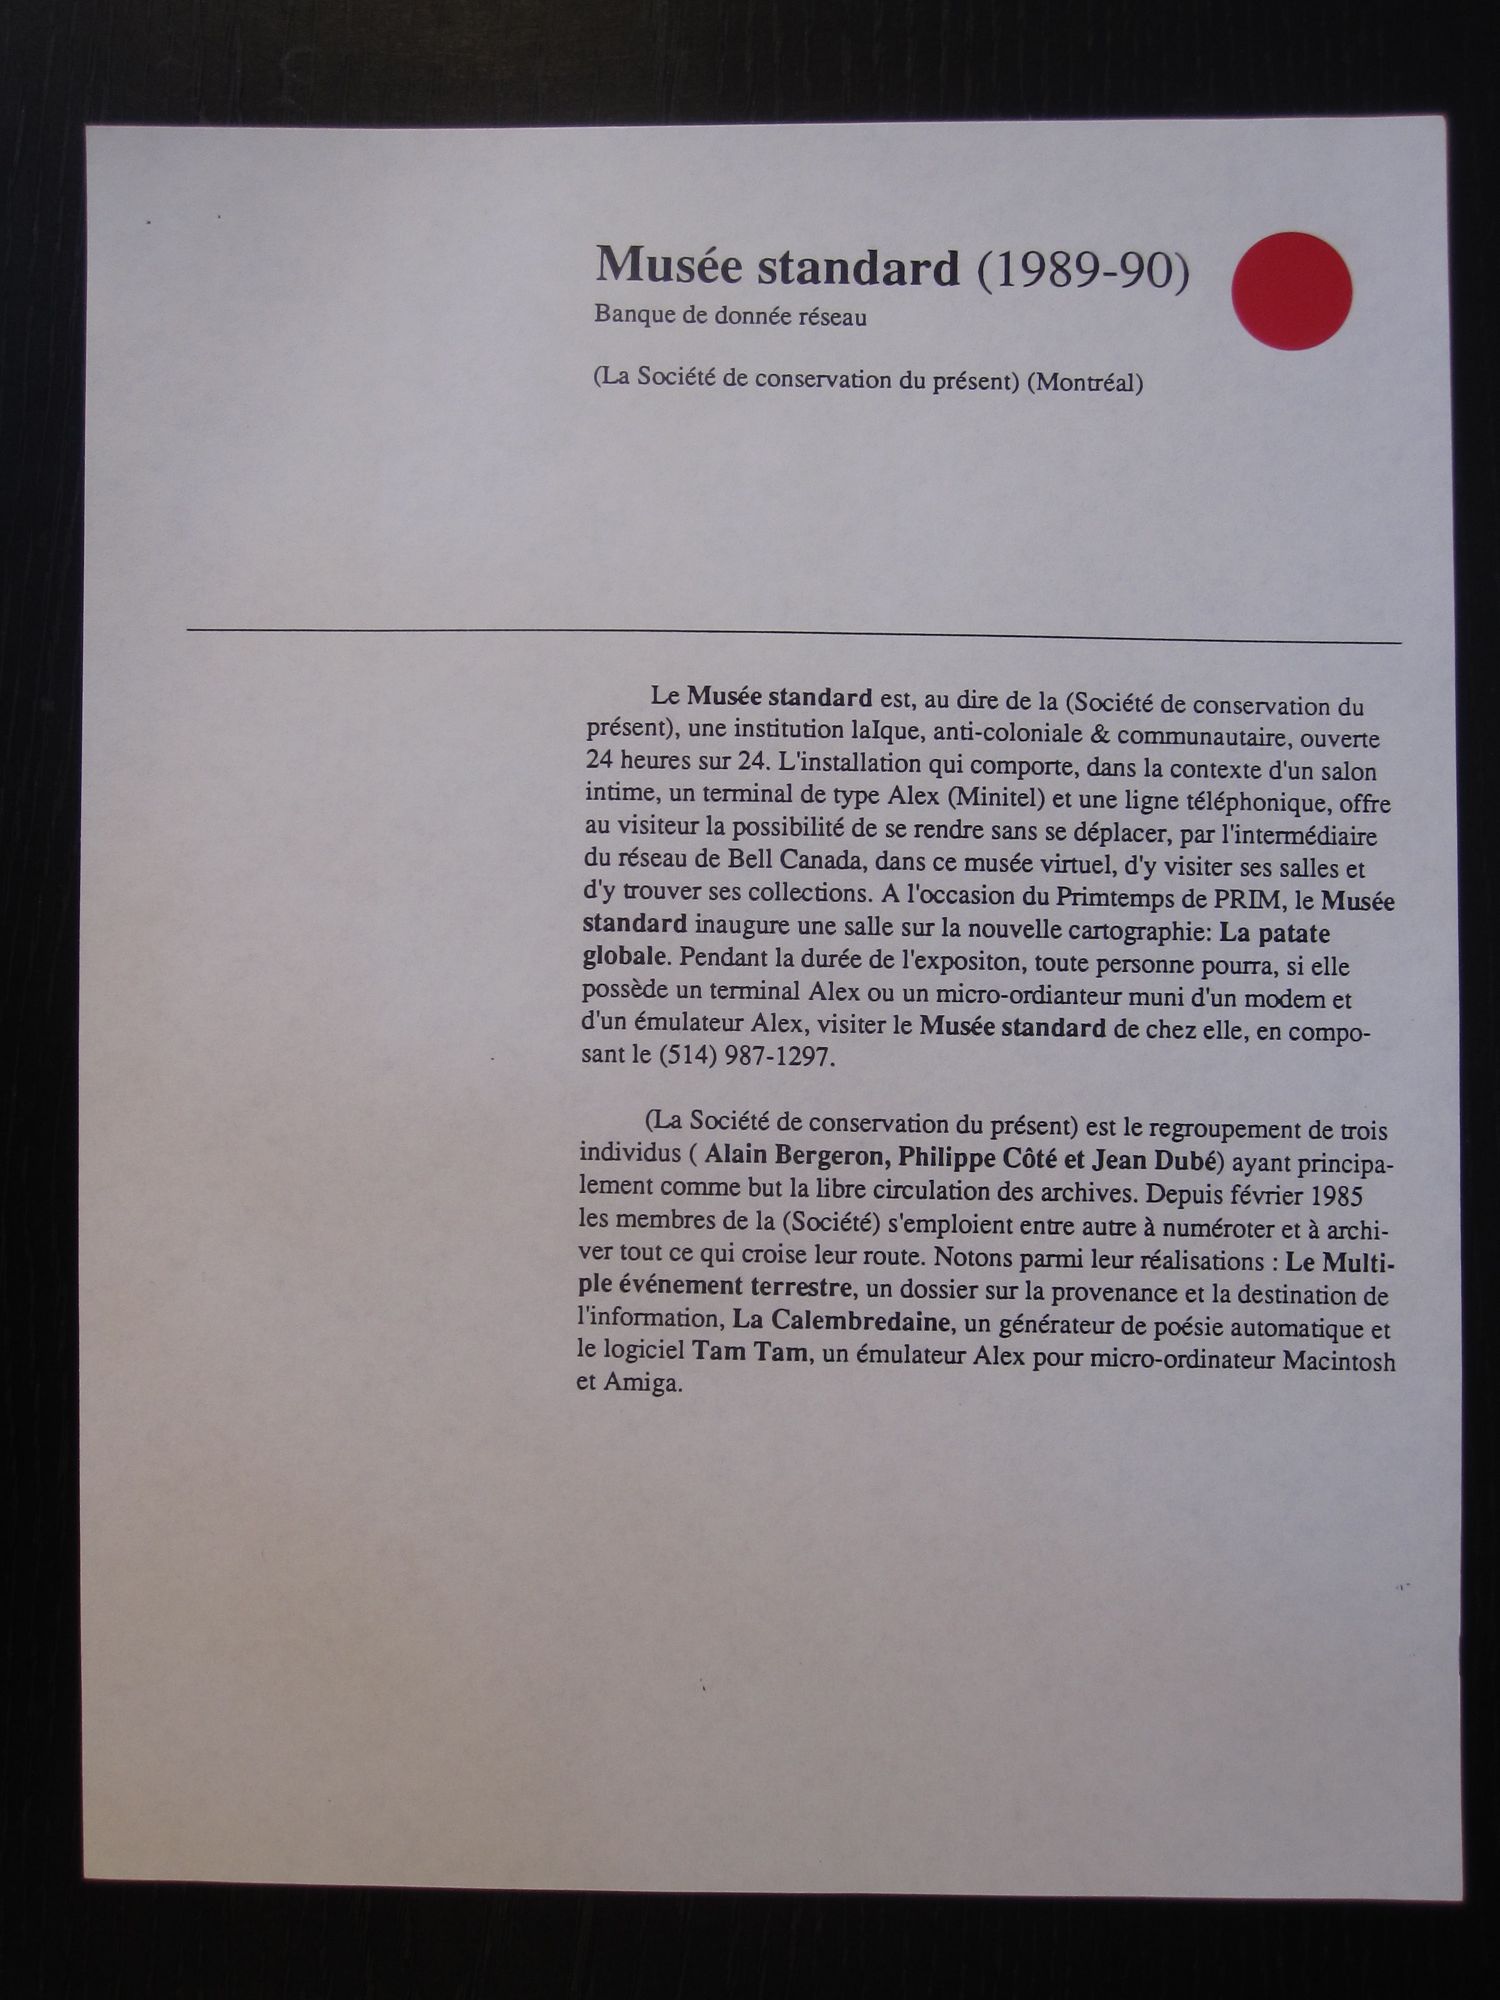 Musée standard (1989-90)
Banque de donnée réseau
(La Société de conservation du présent) (Montréal)
Le Musée standard est, au dire de la (Société de conservation du
présent), une institution laIque, anti-coloniale & communautaire, ouverte
24 heures sur 24. L'installation qui comporte, dans la contexte d'un salon
intime, un terminal de type Alex (Minitel) et une ligne téléphonique, offre
au visiteur la possibilité de se rendre sans se déplacer, par l'intermédiaire
du réseau de Bell Canada, dans ce musée virtuel, d'y visiter ses salles et
d'y trouver ses collections. A l'occasion du Primtemps de PRIM, le Musée
standard inaugure une salle sur la nouvelle cartographie: La patate
globale. Pendant la durée de l'expositon, toute personne pourra, si elle
possède un terminal Alex ou un micro-ordianteur muni d'un modem et
d'un émulateur Alex, visiter le Musée standard de chez elle, en compo-
sant le (514) 987-1297.
(La Société de conservation du présent) est le regroupement de trois
individus ( Alain Bergeron, Philippe Côté et Jean Dubé) ayant principa-
lement comme but la libre circulation des archives. Depuis février 1985
les membres de la (Société) s'emploient entre autre à numéroter et à archi-
ver tout ce qui croise leur route. Notons parmi leur réalisations : Le Multi-
ple événement terrestre, un dossier sur la provenance et la destination de
l'information, La Calembredaine, un générateur de poésie automatique et
le logiciel Tam Tam, un émulateur Alex pour micro-ordinateur Macintosh
et Amiga.